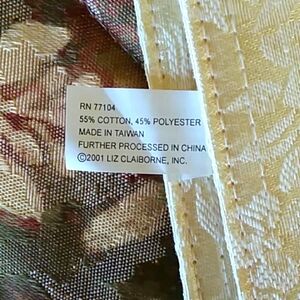 RN 77104
55% COTTON, 45% POLYESTER
MADE IN TAIWAN
FURTHER PROCESSED IN CHINA
©2001 LIZ CLAIBORNE, INC.